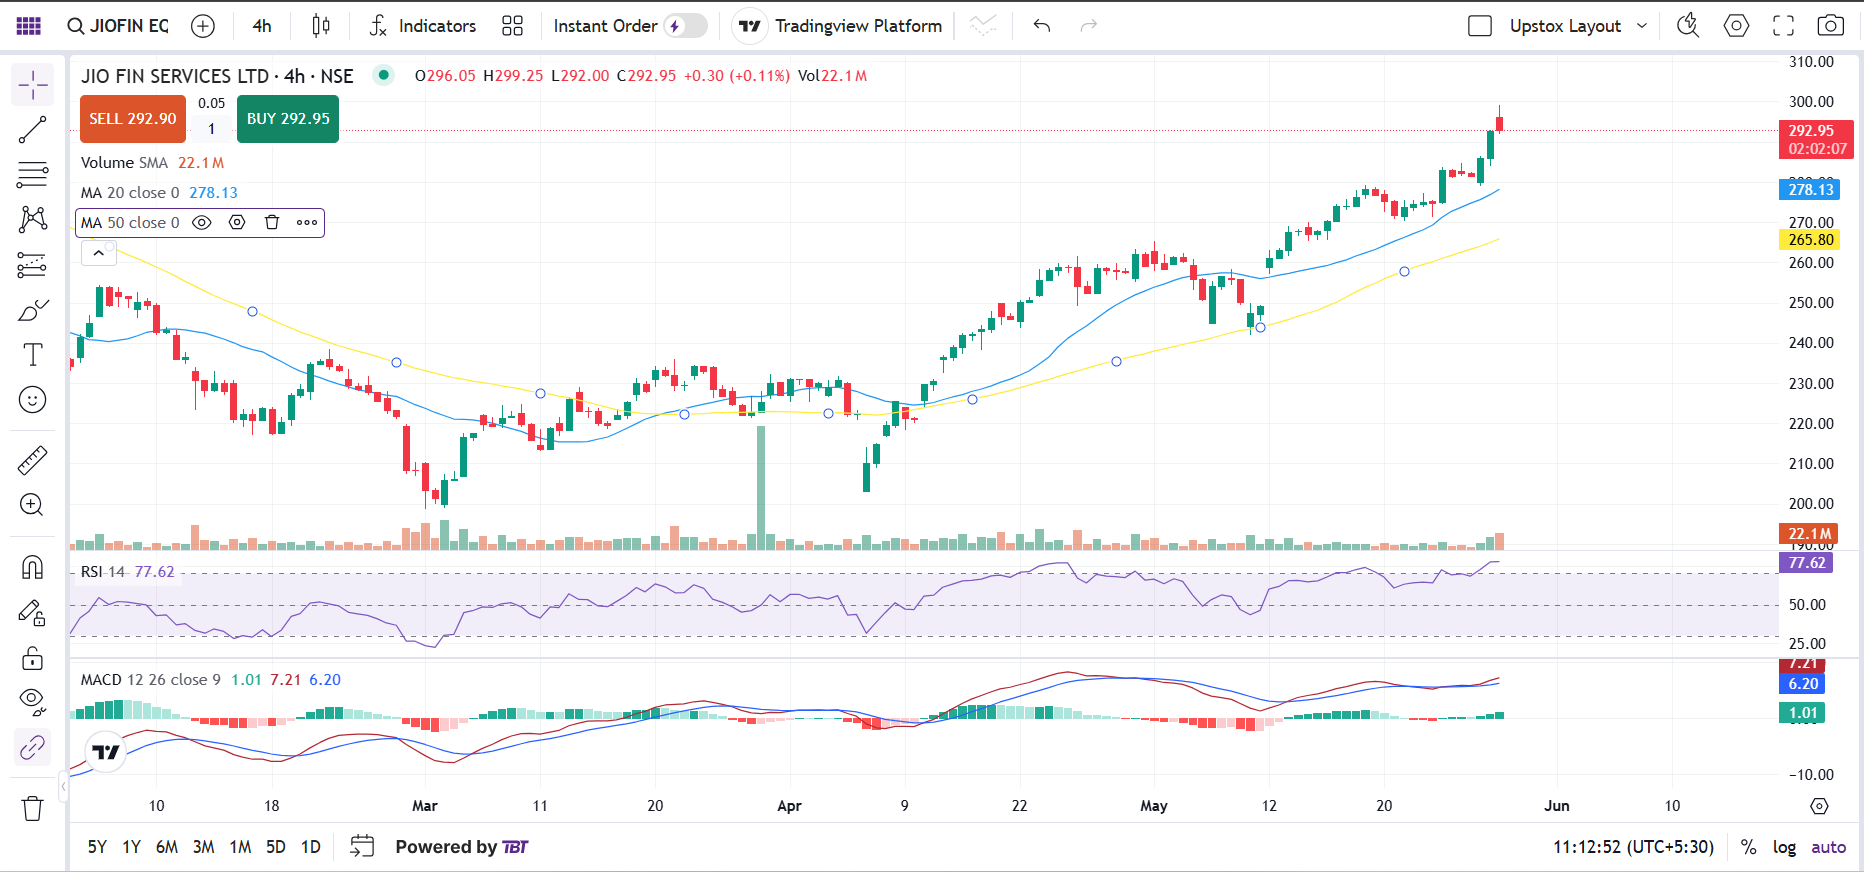 JIOFIN EQ 4h Indicators Instant Order Tradingview Platform Upstox Layout
JIO FIN SERVICES LTD · 4h · NSE O296.05 H299.25 L292.00 C292.95 +0.30 (+0.11%) Vol22.1 M
SELL 292.90
0.05
1
BUY 292.95
Volume SMA 22.1 M
MA 20 close 0 278.13
MA 50 close 0
310.00
300.00
292.95
02:02:07
278.13
270.00
265.80
260.00
250.00
240.00
230.00
220.00
210.00
200.00
22.1 M
190.00
RSI 14 77.62
77.62
50.00
25.00
MACD 12 26 close 9 1.01 7.21 6.20
7.21
6.20
1.01
−10.00
10 18 Mar 11 20 Apr 9 22 May 12 20 Jun 10
5Y 1Y 6M 3M 1M 5D 1D Powered by TBT 11:12:52 (UTC+5:30) % log auto